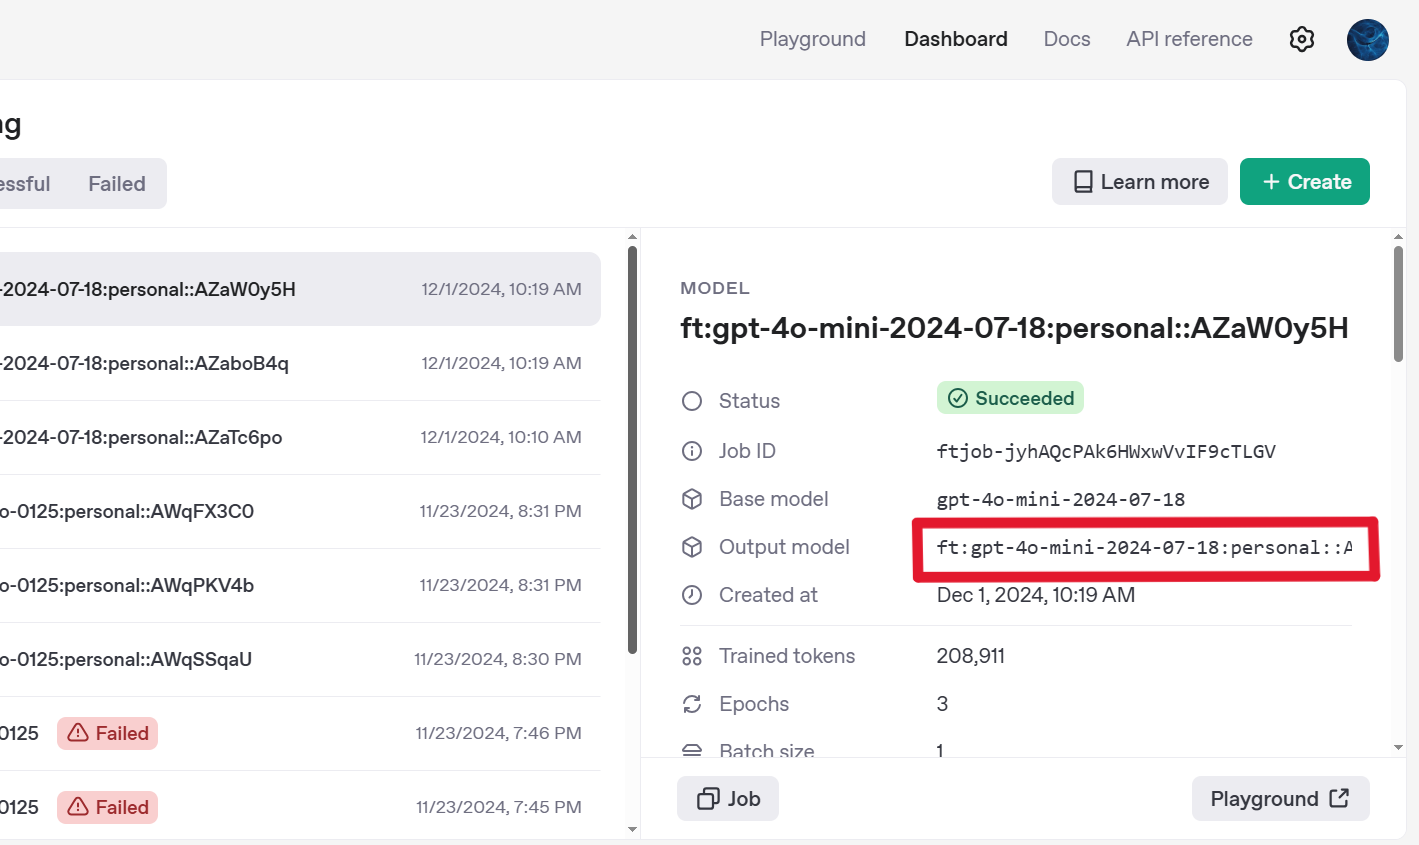 Playground Dashboard Docs API reference
ng
essful Failed
Learn more + Create
-2024-07-18:personal::AZaW0y5H 12/1/2024, 10:19 AM
-2024-07-18:personal::AZaboB4q 12/1/2024, 10:19 AM
-2024-07-18:personal::AZaTc6po 12/1/2024, 10:10 AM
o-0125:personal::AWqFX3C0 11/23/2024, 8:31 PM
o-0125:personal::AWqPKV4b 11/23/2024, 8:31 PM
o-0125:personal::AWqSSqaU 11/23/2024, 8:30 PM
0125 Failed 11/23/2024, 7:46 PM
0125 Failed 11/23/2024, 7:45 PM
MODEL
ft:gpt-4o-mini-2024-07-18:personal::AZaW0y5H
Status Succeeded
Job ID ftjob-jyhAQcPAk6HWxwVvIF9cTLGV
Base model gpt-4o-mini-2024-07-18
Output model ft:gpt-4o-mini-2024-07-18:personal::A
Created at Dec 1, 2024, 10:19 AM
Trained tokens 208,911
Epochs 3
Batch size 1
Job Playground